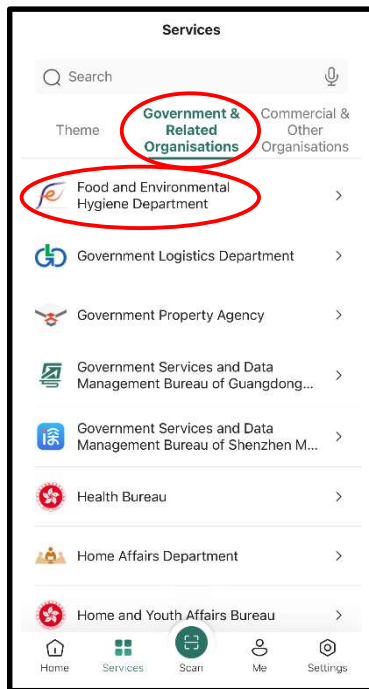 Services
Search
Theme
Government &
Related
Organisations
Commercial &
Other
Organisations
Food and Environmental
Hygiene Department
Government Logistics Department
Government Property Agency
Government Services and Data
Management Bureau of Guangdong...
Government Services and Data
Management Bureau of Shenzhen M...
深
Health Bureau
Home Affairs Department
Home and Youth Affairs Bureau
Home
Services
Scan
Me
Settings